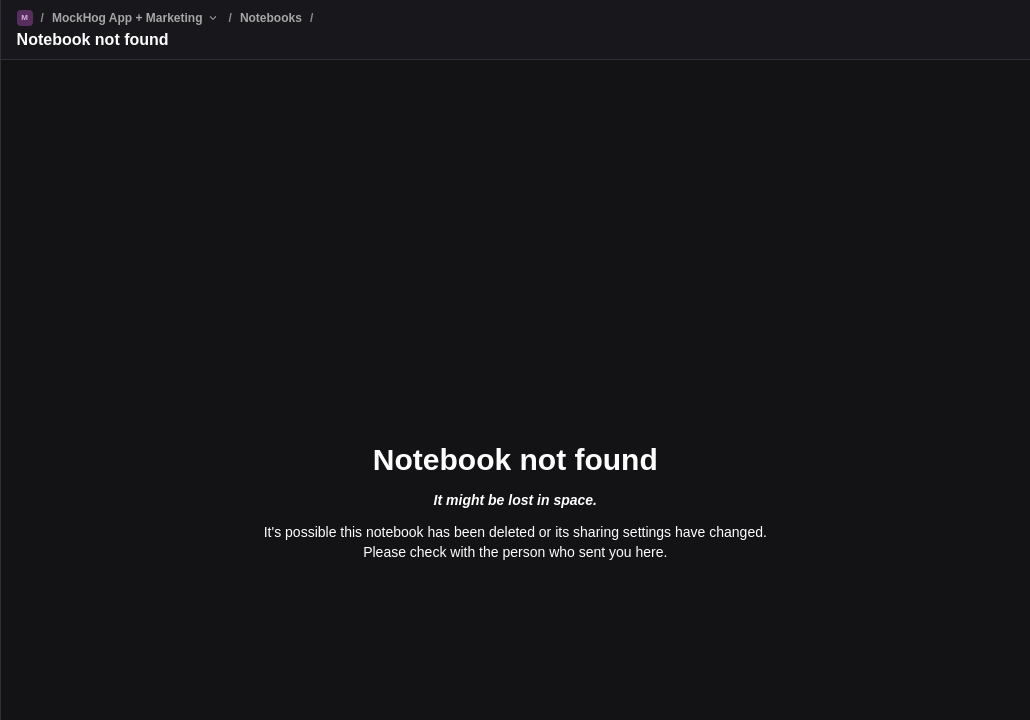 M / MockHog App + Marketing / Notebooks /
Notebook not found
Notebook not found
It might be lost in space.
It's possible this notebook has been deleted or its sharing settings have changed.
Please check with the person who sent you here.